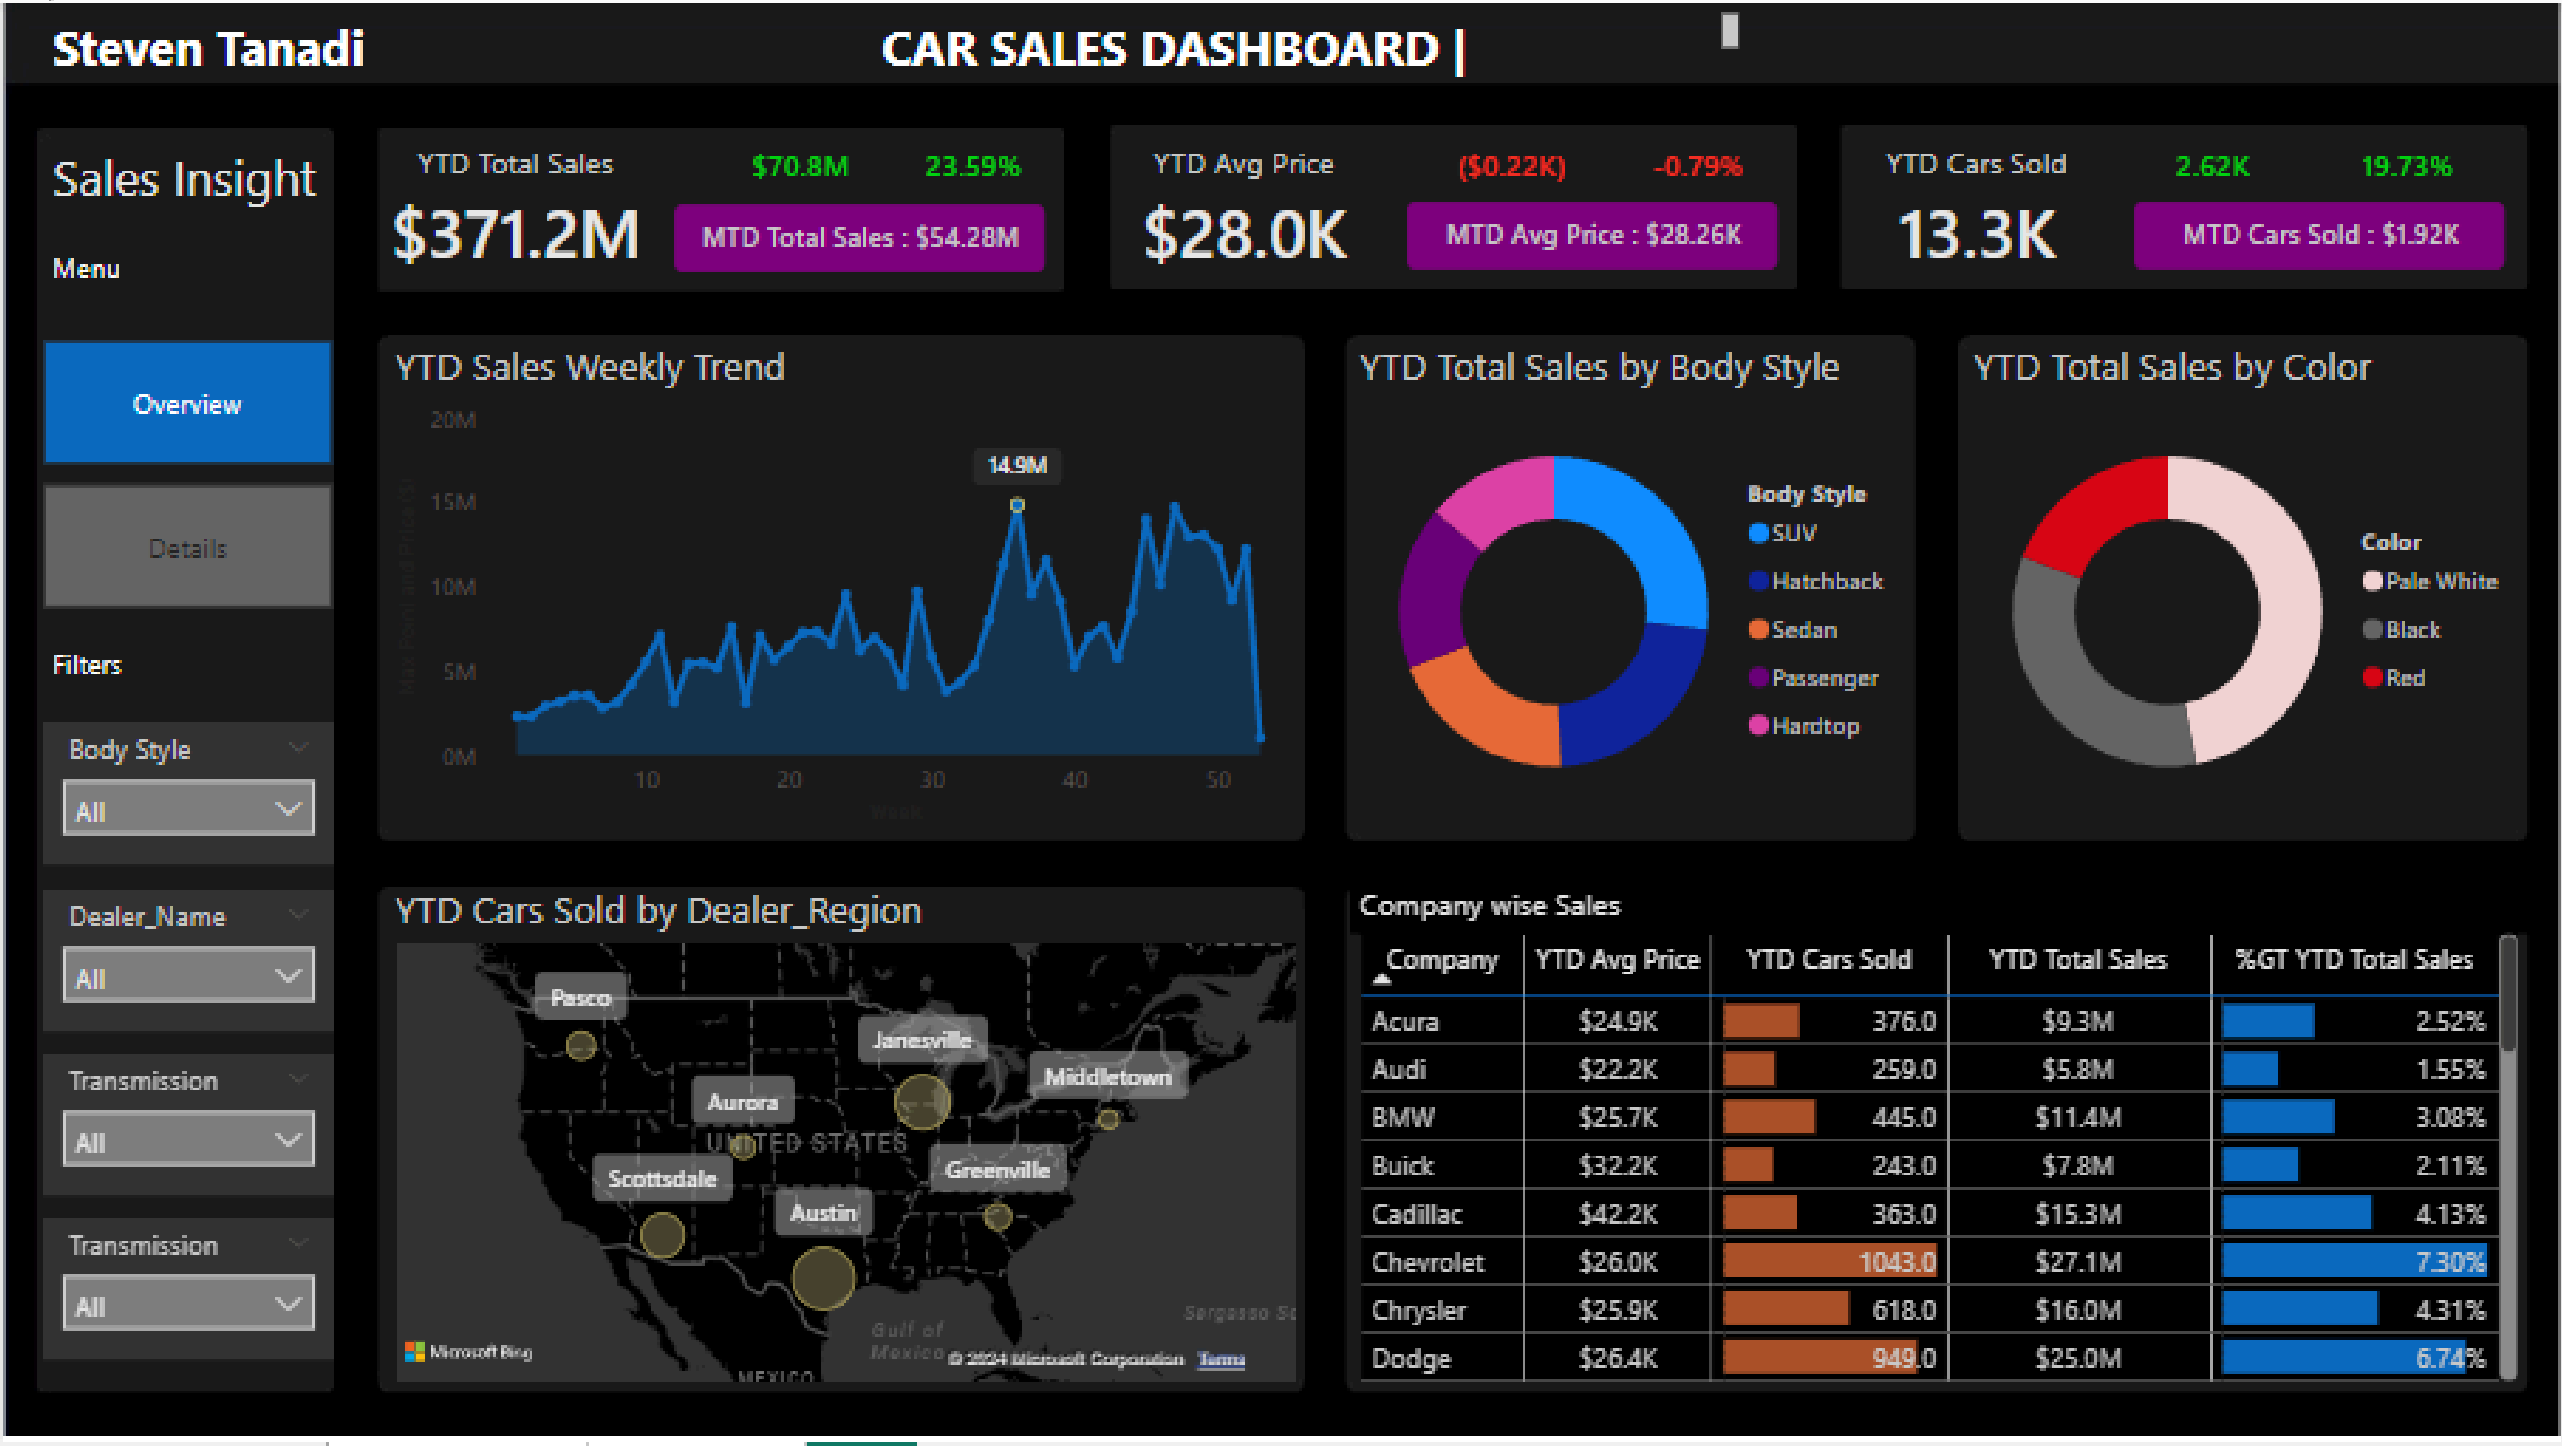 Steven Tanadi
CAR SALES DASHBOARD |
Sales Insight
Menu
Overview
Details
Filters
Body Style
All
Dealer_Name
All
Transmission
All
Transmission
All
YTD Total Sales $70.8M 23.59%
$371.2M MTD Total Sales : $54.28M
YTD Avg Price ($0.22K) -0.79%
$28.0K MTD Avg Price : $28.26K
YTD Cars Sold 2.62K 19.73%
13.3K MTD Cars Sold : $1.92K
YTD Sales Weekly Trend
Max Point and Price ($)
20M
14.9M
15M
10M
5M
0M
10 20 30 40 50
Week
YTD Total Sales by Body Style
Body Style
SUV
Hatchback
Sedan
Passenger
Hardtop
YTD Total Sales by Color
Color
Pale White
Black
Red
YTD Cars Sold by Dealer_Region
Pasco
Janesville
Middletown
Aurora
UNITED STATES
Greenville
Scottsdale
Austin
Sargasso
Gulf of
Mexico
MEXICO
Microsoft Bing
© 2024 Microsoft Corporation Terms
Company wise Sales
Company YTD Avg Price YTD Cars Sold YTD Total Sales %GT YTD Total Sales
Acura $24.9K 376.0 $9.3M 2.52%
Audi $22.2K 259.0 $5.8M 1.55%
BMW $25.7K 445.0 $11.4M 3.08%
Buick $32.2K 243.0 $7.8M 2.11%
Cadillac $42.2K 363.0 $15.3M 4.13%
Chevrolet $26.0K 1043.0 $27.1M 7.30%
Chrysler $25.9K 618.0 $16.0M 4.31%
Dodge $26.4K 949.0 $25.0M 6.74%